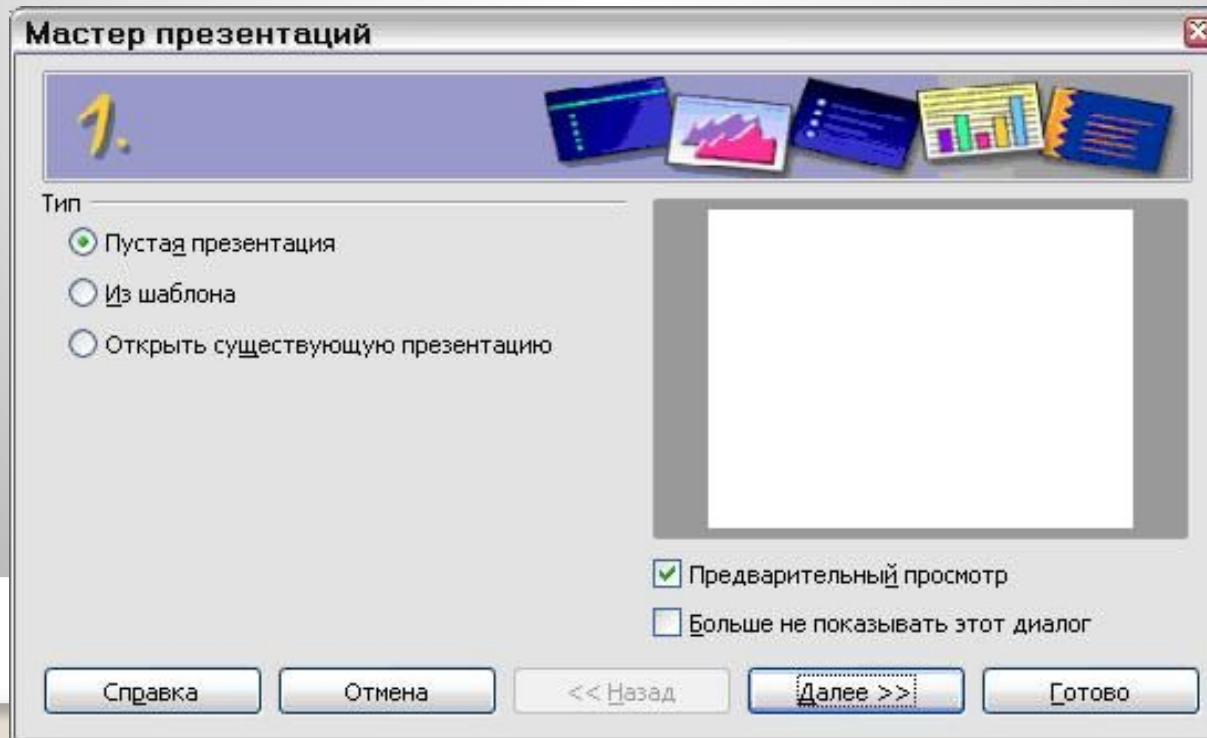 Мастер презентаций
1.
Тип
Пустая презентация
Из шаблона
Открыть существующую презентацию
Предварительный просмотр
Больше не показывать этот диалог
Справка
Отмена
<< Назад
Далее >>
Готово